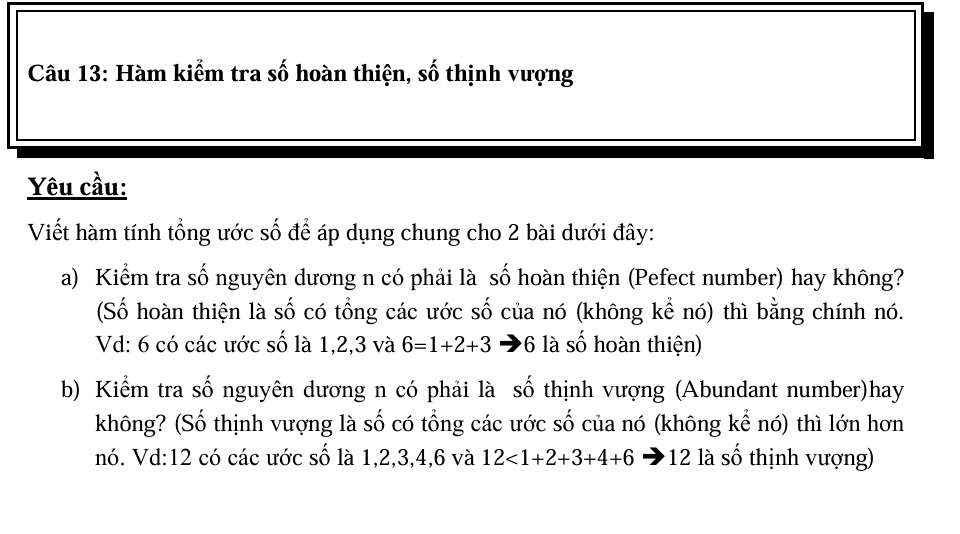 Câu 13: Hàm kiểm tra số hoàn thiện, số thịnh vượng
Yêu cầu:
Viết hàm tính tổng ước số để áp dụng chung cho 2 bài dưới đây:
a) Kiểm tra số nguyên dương n có phải là số hoàn thiện (Pefect number) hay không?
(Số hoàn thiện là số có tổng các ước số của nó (không kể nó) thì bằng chính nó.
Vd: 6 có các ước số là 1,2,3 và 6=1+2+3 ➔6 là số hoàn thiện)
b) Kiểm tra số nguyên dương n có phải là số thịnh vượng (Abundant number)hay
không? (Số thịnh vượng là số có tổng các ước số của nó (không kể nó) thì lớn hơn
nó. Vd:12 có các ước số là 1,2,3,4,6 và 12<1+2+3+4+6 ➔12 là số thịnh vượng)